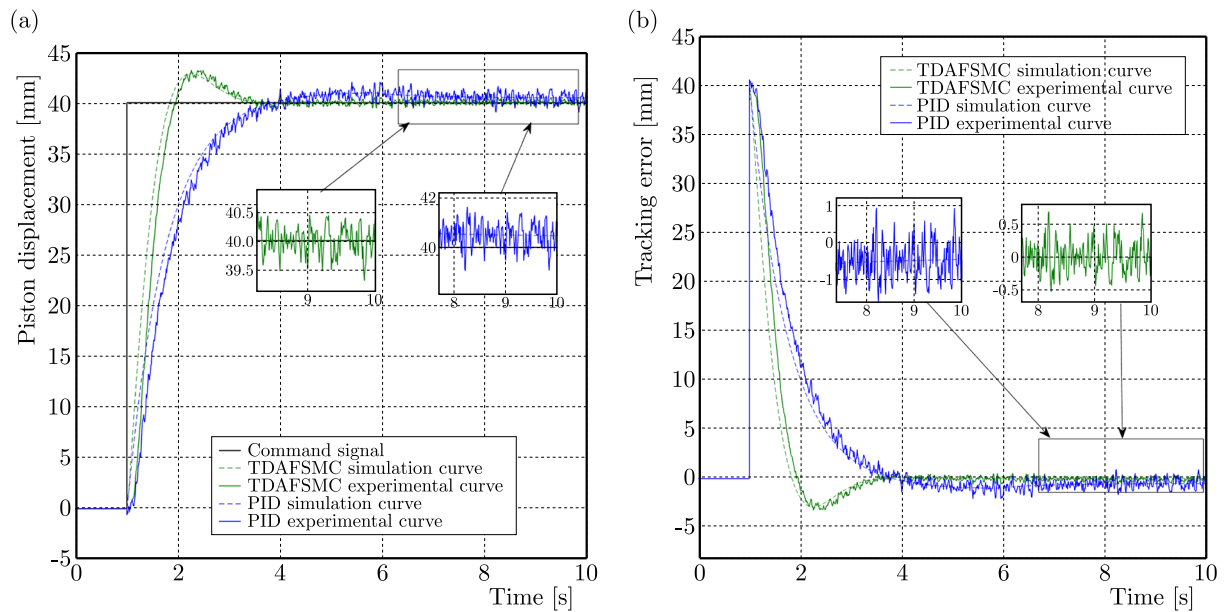 (a)
45
40
35
30
25
20
15
10
5
0
-5
Piston displacement [mm]
0 2 4 6 8 10
Time [s]
40.5
40.0
39.5
9 10
42
40
8 9 10
Command signal
TDAFSMC simulation curve
TDAFSMC experimental curve
PID simulation curve
PID experimental curve
(b)
45
40
35
30
25
20
15
10
5
0
-5
Tracking error [mm]
0 2 4 6 8 10
Time [s]
TDAFSMC simulation curve
TDAFSMC experimental curve
PID simulation curve
PID experimental curve
1
0
1
8 9 10
0.5
0
-0.5
8 9 10